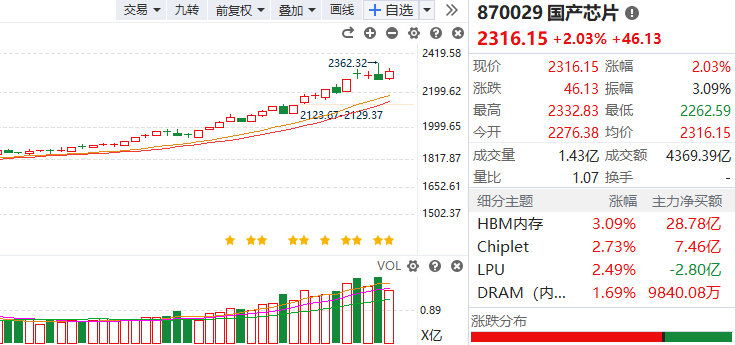 交易 九转 前复权 叠加 画线 自选
2362.32
2123.67-2129.37
2419.58
2199.62
1999.65
1817.87
1652.61
1502.37
VOL
0.89
X亿
870029 国产芯片
2316.15 +2.03% +46.13
现价 2316.15 涨幅 2.03%
涨跌 46.13 振幅 3.09%
最高 2332.83 最低 2262.59
今开 2276.38 均价 2316.15
成交量 1.43亿 成交额 4369.39亿
量比 1.07 换手 -
细分主题 涨幅 主力净买额
HBM内存 3.09% 28.78亿
Chiplet 2.73% 7.46亿
LPU 2.49% -2.80亿
DRAM（内... 1.69% 9840.08万
涨跌分布